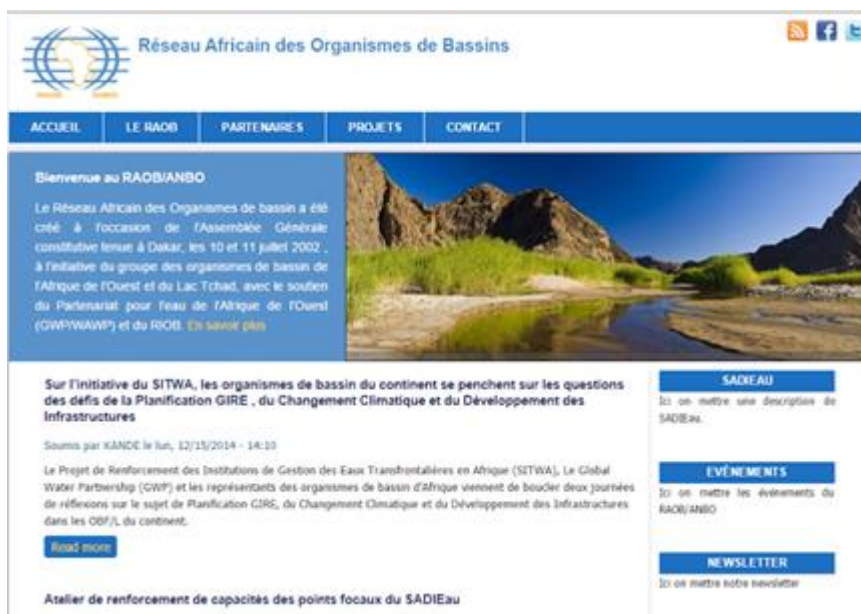 Réseau Africain des Organismes de Bassins
ACCUEIL LE RAOB PARTENAIRES PROJETS CONTACT
Bienvenue au RAOB/ANBO
Le Réseau Africain des Organismes de bassin a été
créé à l'occasion de l'Assemblée Générale
constitutive tenue à Dakar, les 10 et 11 juillet 2002 ,
à l'initiative du groupe des organismes de bassin de
l'Afrique de l'Ouest et du Lac Tchad, avec le soutien
du Partenariat pour l'eau de l'Afrique de l'Ouest
(GWP/WAWP) et du RIOB. En savoir plus
Sur l'initiative du SITWA, les organismes de bassin du continent se penchent sur les questions
des défis de la Planification GIRE , du Changement Climatique et du Développement des
Infrastructures
Soumis par KANDE le lun, 12/15/2014 - 14:10
Le Projet de Renforcement des Institutions de Gestion des Eaux Transfrontalières en Afrique (SITWA), Le Global
Water Partnership (GWP) et les représentants des organismes de bassin d'Afrique viennent de boucler deux journées
de réflexions sur le sujet de Planification GIRE, du Changement Climatique et du Développement des Infrastructures
dans les OBF/L du continent.
Read more
Atelier de renforcement de capacités des points focaux du SADIEau
SADIEAU
Ici on mettre une description de
SADIEau.
EVÉNEMENTS
Ici on mettre les événements du
RAOB/ANBO
NEWSLETTER
Ici on mettre notre newsletter